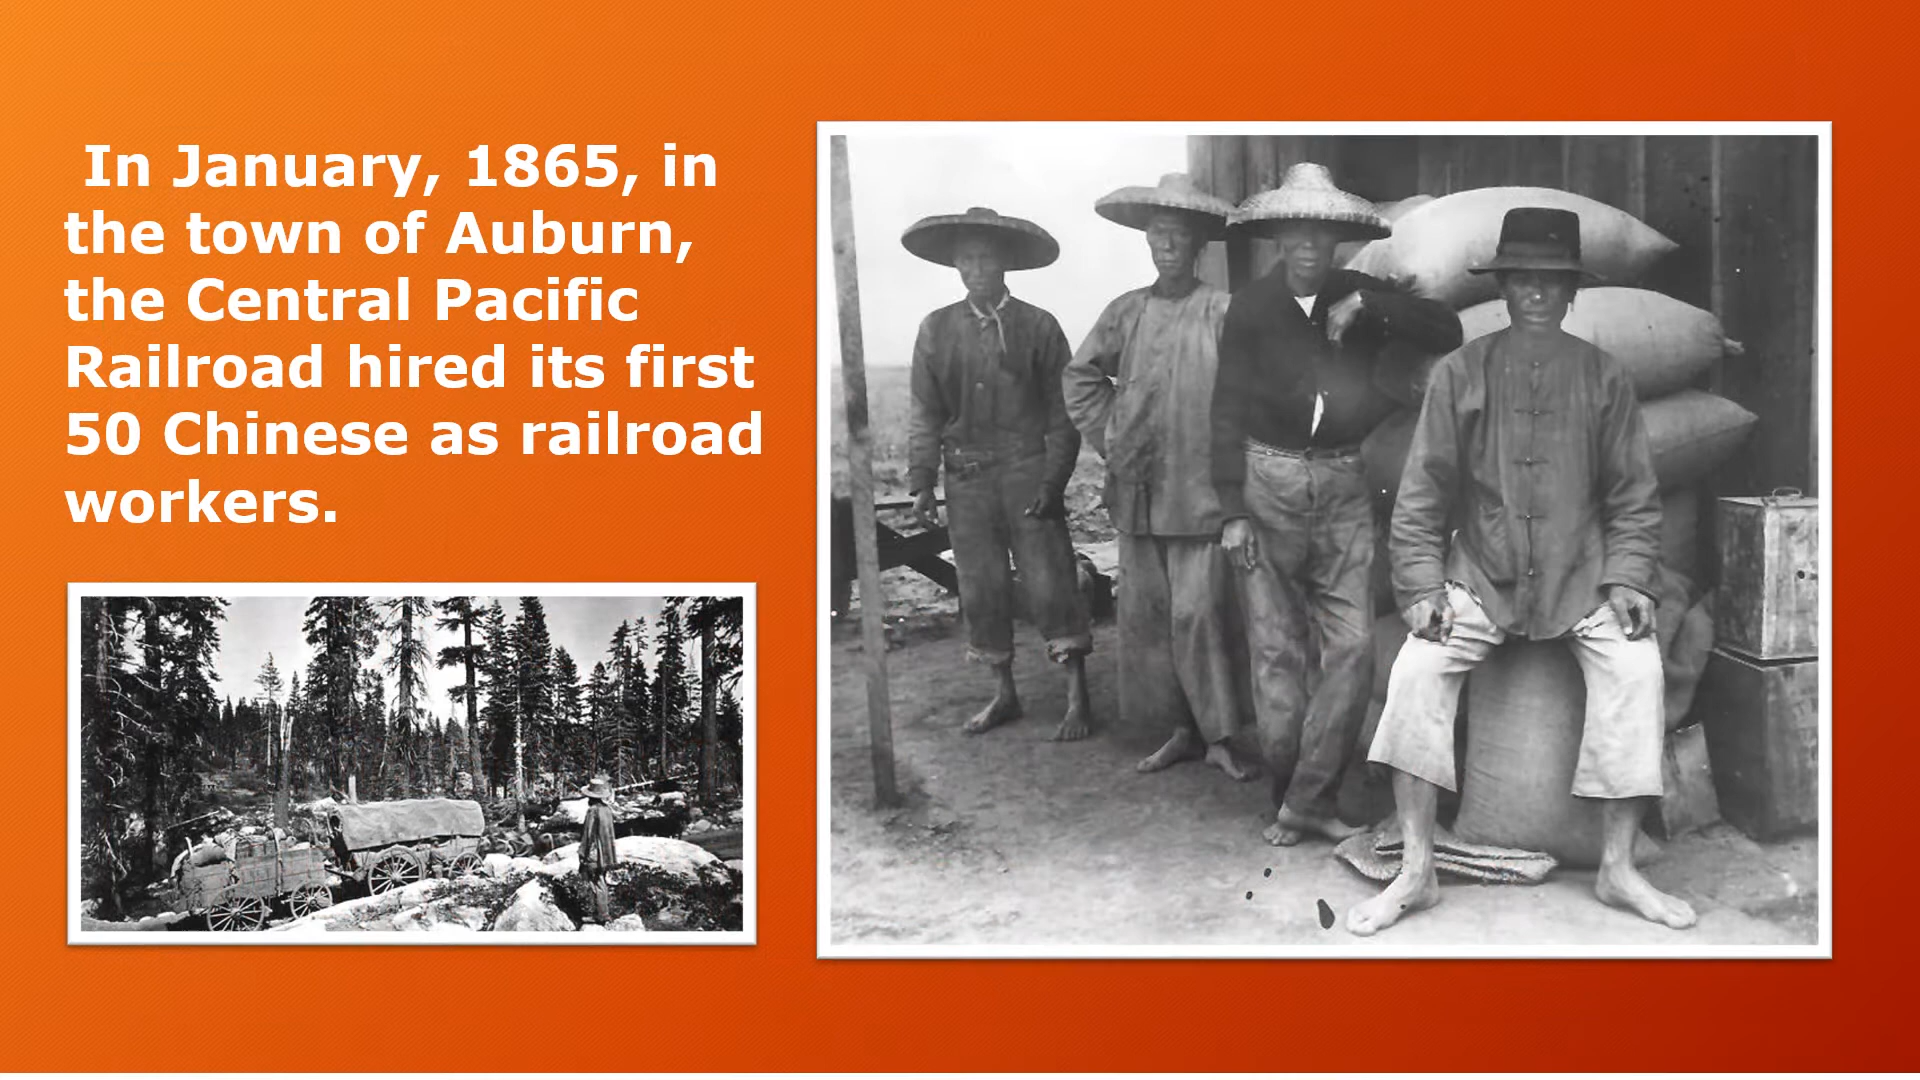 In January, 1865, in
the town of Auburn,
the Central Pacific
Railroad hired its first
50 Chinese as railroad
workers.